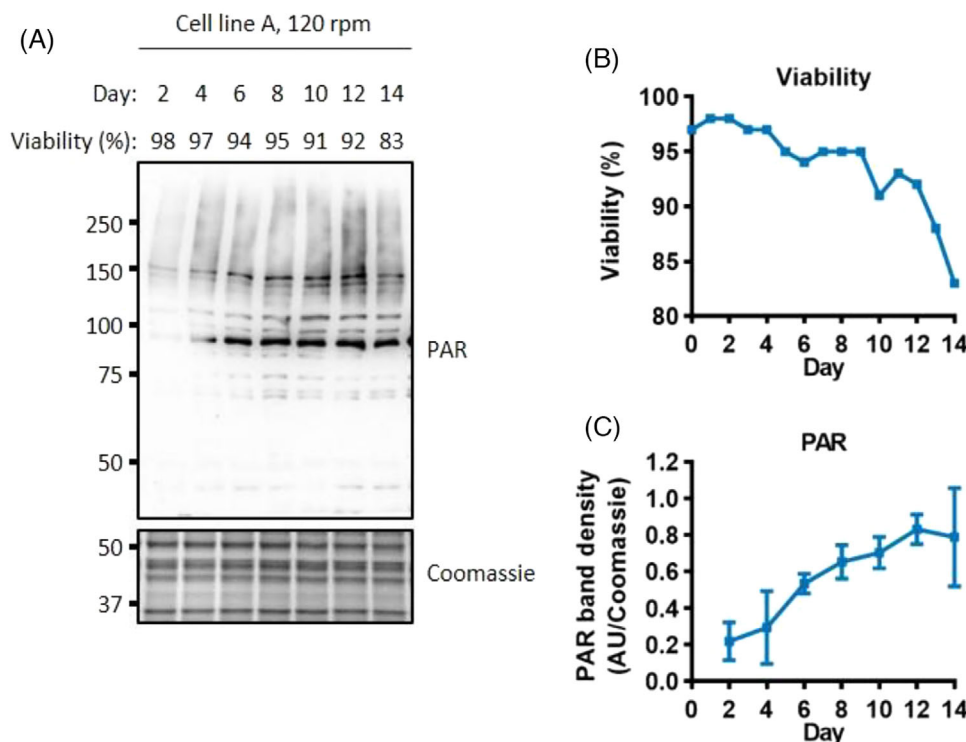 (A)
Cell line A, 120 rpm
Day: 2 4 6 8 10 12 14
Viability (%) 98 97 94 95 91 92 83
250
150
100
75
50
PAR
50
37
Coomassie
(B)
Viability
Viability (%)
100
95
90
85
80
0 2 4 6 8 10 12 14
Day
(C)
PAR
PAR band density
(AU/Coomassie)
1.2
1.0
0.8
0.6
0.4
0.2
0.0
0 2 4 6 8 10 12 14
Day